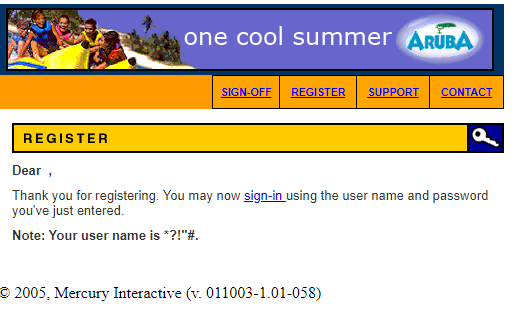 one cool summer ARUBA
SIGN-OFF REGISTER SUPPORT CONTACT
REGISTER
Dear ,
Thank you for registering. You may now sign-in using the user name and password
you've just entered.
Note: Your user name is *?!"#.
© 2005, Mercury Interactive (v. 011003-1.01-058)